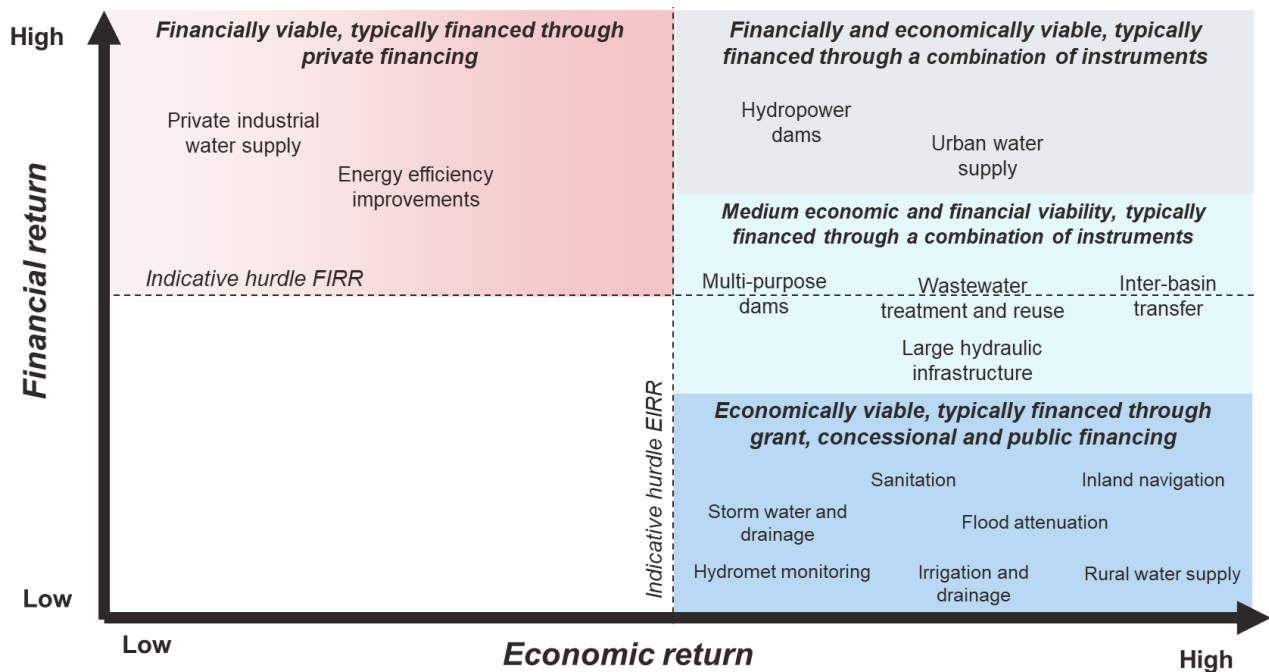 High
Financially viable, typically financed through
private financing
Financially and economically viable, typically
financed through a combination of instruments
Private industrial
water supply
Energy efficiency
improvements
Hydropower
dams
Urban water
supply
Medium economic and financial viability, typically
financed through a combination of instruments
Financial return
Indicative hurdle FIRR
Multi-purpose
dams
Wastewater
treatment and reuse
Inter-basin
transfer
Large hydraulic
infrastructure
Indicative hurdle EIRR
Economically viable, typically financed through
grant, concessional and public financing
Sanitation
Inland navigation
Storm water and
drainage
Flood attenuation
Hydromet monitoring
Irrigation and
drainage
Rural water supply
Low
Low
Economic return
High